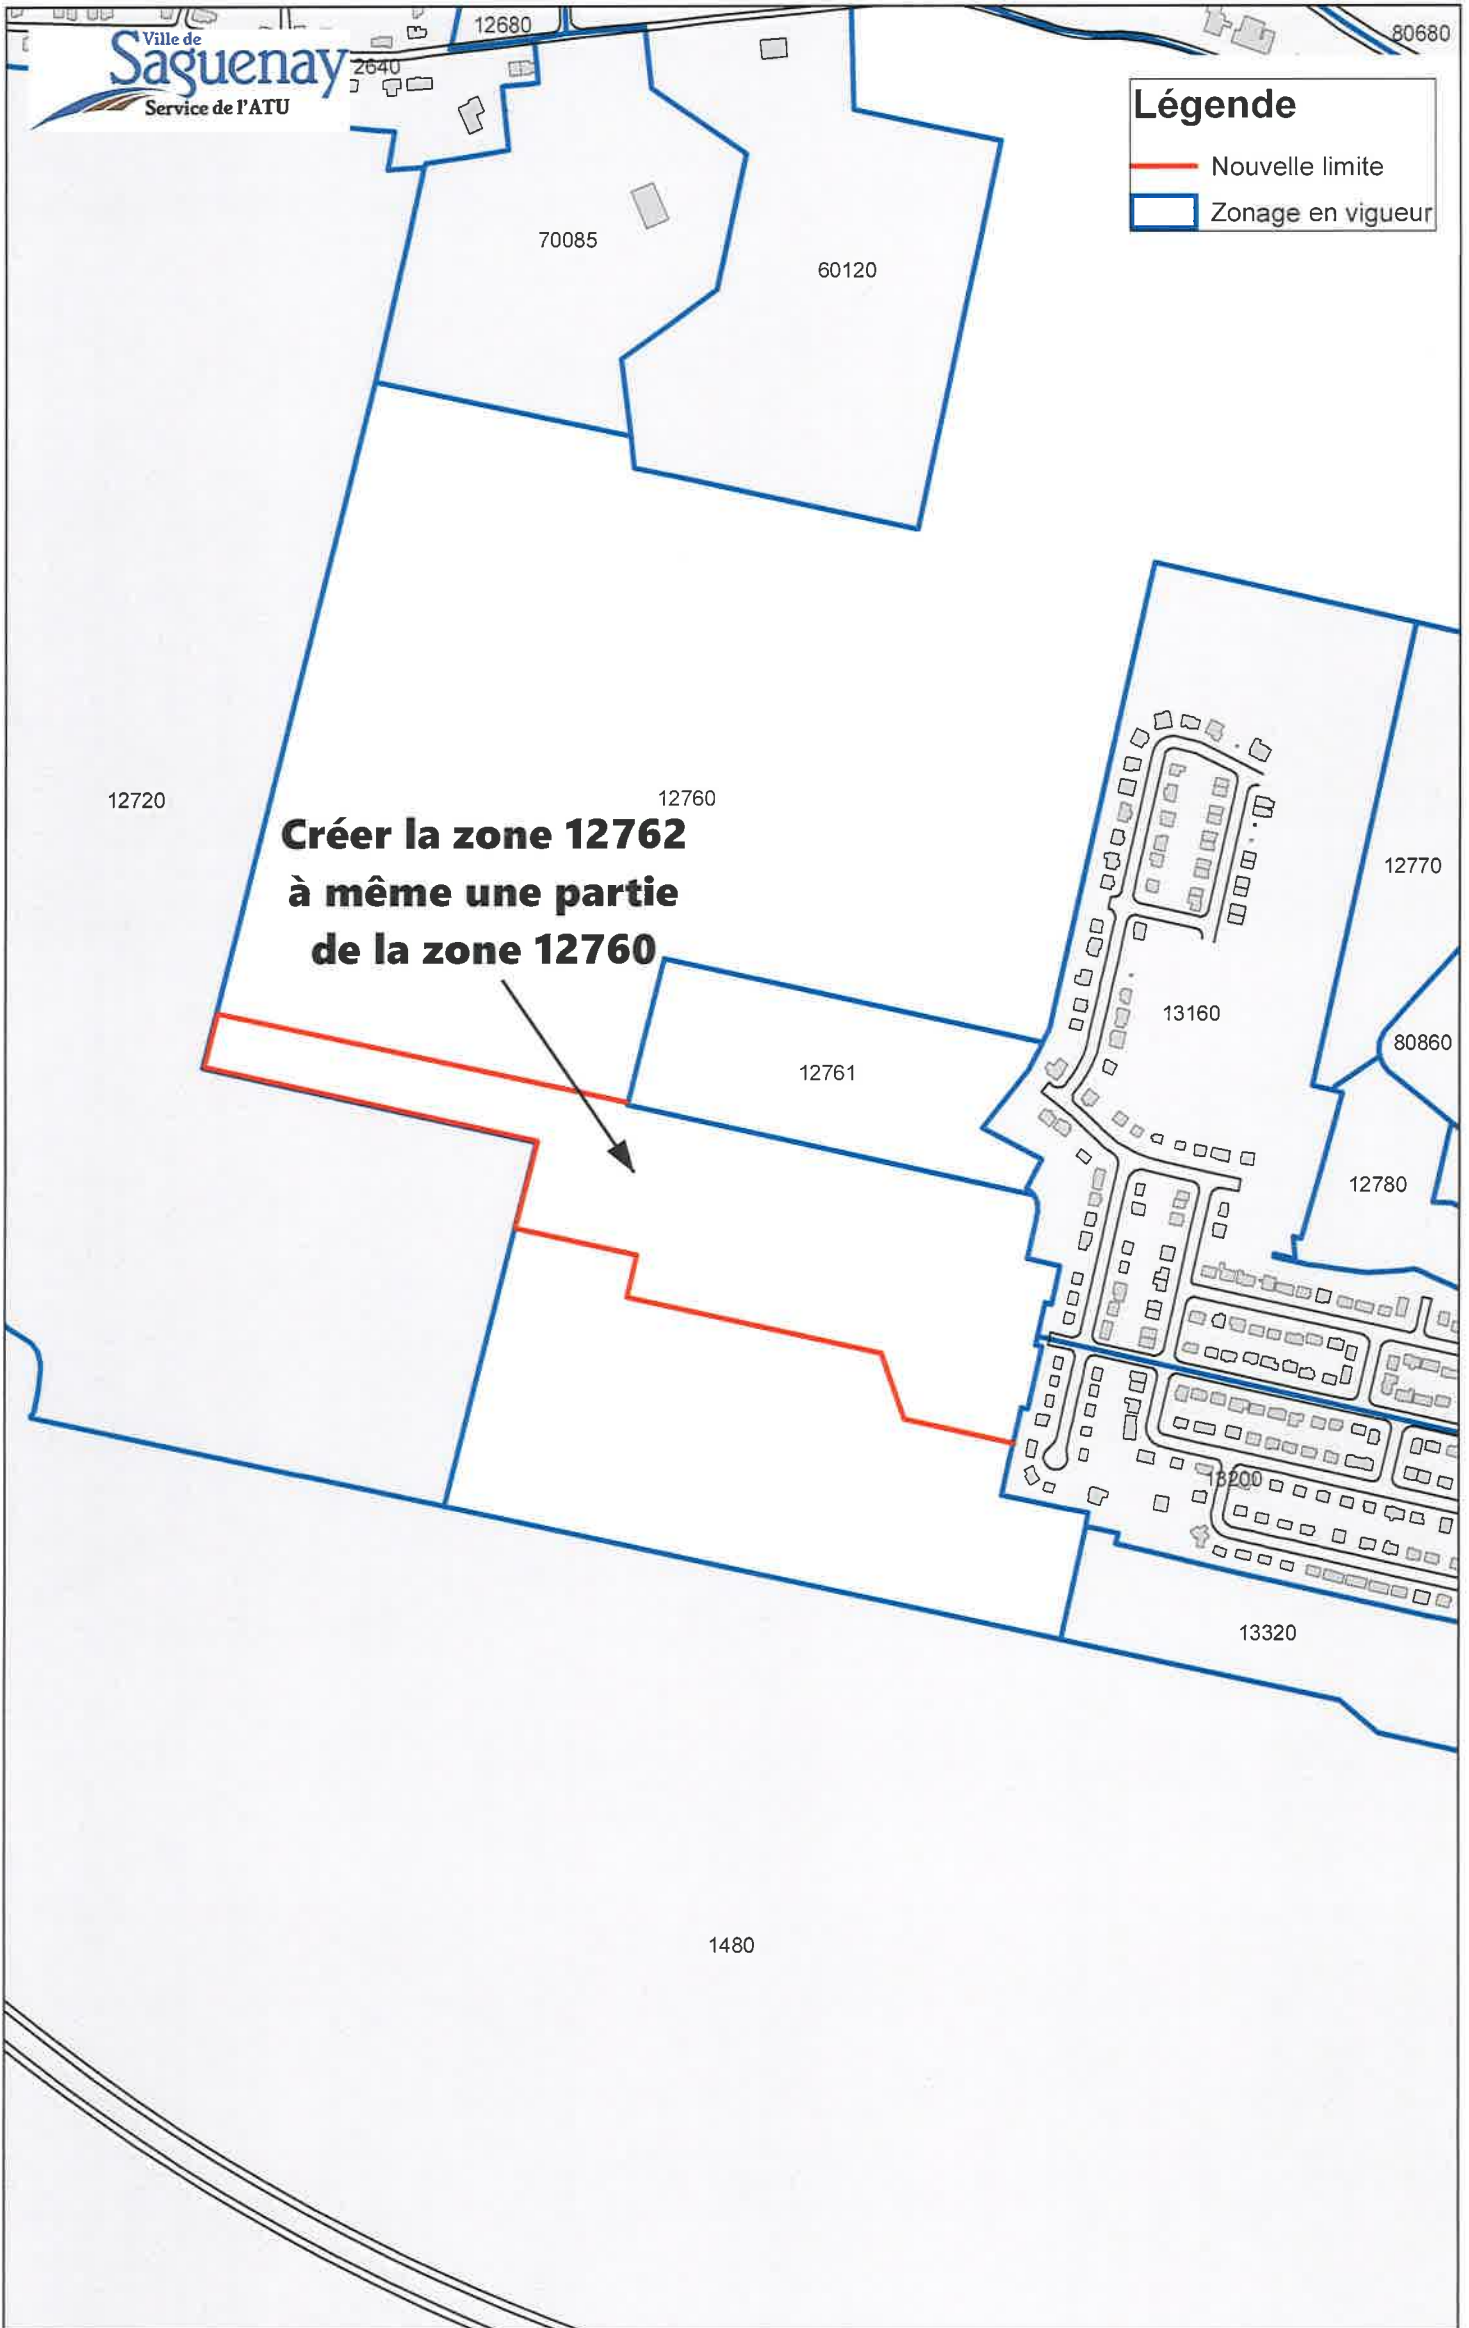 12680
80680
Ville de
Saguenay
Service de l'ATU
2640
Légende
Nouvelle limite
Zonage en vigueur
70085
60120
12720
12760
Créer la zone 12762
à même une partie
de la zone 12760
12770
13160
80860
12761
12780
13200
13320
1480